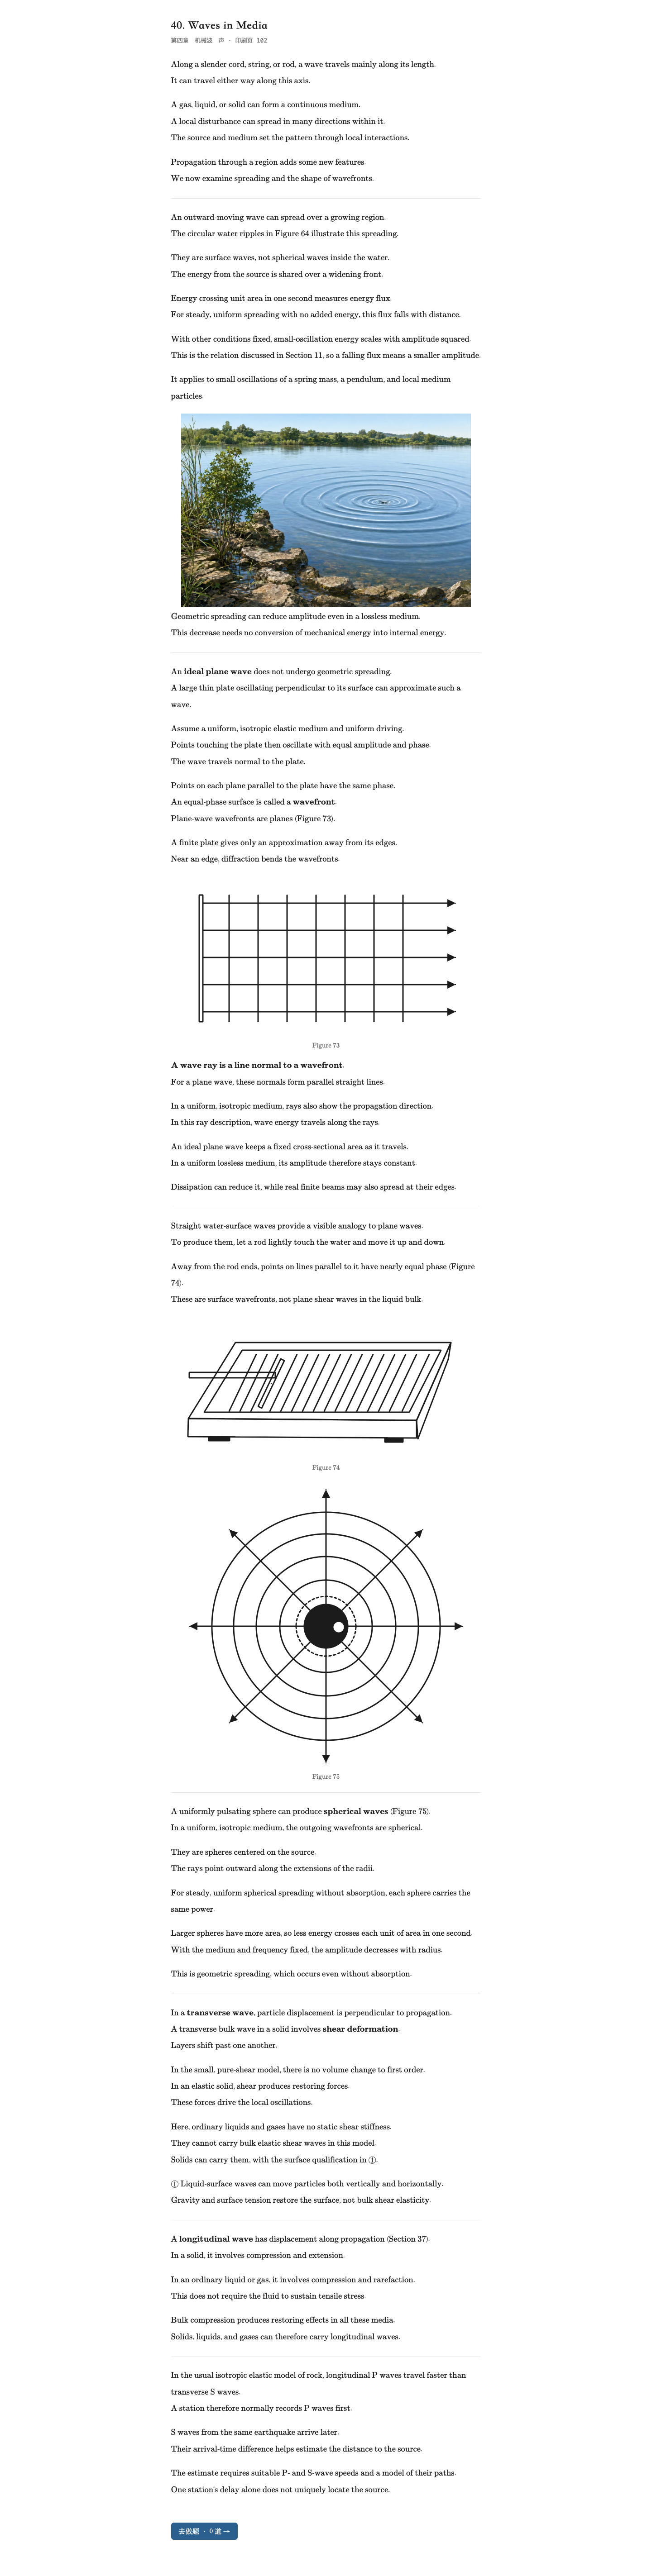 40. Waves in Media
第四章 机械波 声 · 印刷页 102
Along a slender cord, string, or rod, a wave travels mainly along its length.
It can travel either way along this axis.
A gas, liquid, or solid can form a continuous medium.
A local disturbance can spread in many directions within it.
The source and medium set the pattern through local interactions.
Propagation through a region adds some new features.
We now examine spreading and the shape of wavefronts.
An outward-moving wave can spread over a growing region.
The circular water ripples in Figure 64 illustrate this spreading.
They are surface waves, not spherical waves inside the water.
The energy from the source is shared over a widening front.
Energy crossing unit area in one second measures energy flux.
For steady, uniform spreading with no added energy, this flux falls with distance.
With other conditions fixed, small-oscillation energy scales with amplitude squared.
This is the relation discussed in Section 11, so a falling flux means a smaller amplitude.
It applies to small oscillations of a spring mass, a pendulum, and local medium
particles.
Geometric spreading can reduce amplitude even in a lossless medium.
This decrease needs no conversion of mechanical energy into internal energy.
An ideal plane wave does not undergo geometric spreading.
A large thin plate oscillating perpendicular to its surface can approximate such a
wave.
Assume a uniform, isotropic elastic medium and uniform driving.
Points touching the plate then oscillate with equal amplitude and phase.
The wave travels normal to the plate.
Points on each plane parallel to the plate have the same phase.
An equal-phase surface is called a wavefront.
Plane-wave wavefronts are planes (Figure 73).
A finite plate gives only an approximation away from its edges.
Near an edge, diffraction bends the wavefronts.
Figure 73
A wave ray is a line normal to a wavefront.
For a plane wave, these normals form parallel straight lines.
In a uniform, isotropic medium, rays also show the propagation direction.
In this ray description, wave energy travels along the rays.
An ideal plane wave keeps a fixed cross-sectional area as it travels.
In a uniform lossless medium, its amplitude therefore stays constant.
Dissipation can reduce it, while real finite beams may also spread at their edges.
Straight water-surface waves provide a visible analogy to plane waves.
To produce them, let a rod lightly touch the water and move it up and down.
Away from the rod ends, points on lines parallel to it have nearly equal phase (Figure
74).
These are surface wavefronts, not plane shear waves in the liquid bulk.
Figure 74
Figure 75
A uniformly pulsating sphere can produce spherical waves (Figure 75).
In a uniform, isotropic medium, the outgoing wavefronts are spherical.
They are spheres centered on the source.
The rays point outward along the extensions of the radii.
For steady, uniform spherical spreading without absorption, each sphere carries the
same power.
Larger spheres have more area, so less energy crosses each unit of area in one second.
With the medium and frequency fixed, the amplitude decreases with radius.
This is geometric spreading, which occurs even without absorption.
In a transverse wave, particle displacement is perpendicular to propagation.
A transverse bulk wave in a solid involves shear deformation.
Layers shift past one another.
In the small, pure-shear model, there is no volume change to first order.
In an elastic solid, shear produces restoring forces.
These forces drive the local oscillations.
Here, ordinary liquids and gases have no static shear stiffness.
They cannot carry bulk elastic shear waves in this model.
Solids can carry them, with the surface qualification in ①.
① Liquid-surface waves can move particles both vertically and horizontally.
Gravity and surface tension restore the surface, not bulk shear elasticity.
A longitudinal wave has displacement along propagation (Section 37).
In a solid, it involves compression and extension.
In an ordinary liquid or gas, it involves compression and rarefaction.
This does not require the fluid to sustain tensile stress.
Bulk compression produces restoring effects in all these media.
Solids, liquids, and gases can therefore carry longitudinal waves.
In the usual isotropic elastic model of rock, longitudinal P waves travel faster than
transverse S waves.
A station therefore normally records P waves first.
S waves from the same earthquake arrive later.
Their arrival-time difference helps estimate the distance to the source.
The estimate requires suitable P- and S-wave speeds and a model of their paths.
One station's delay alone does not uniquely locate the source.
去做题 · 0 道 →